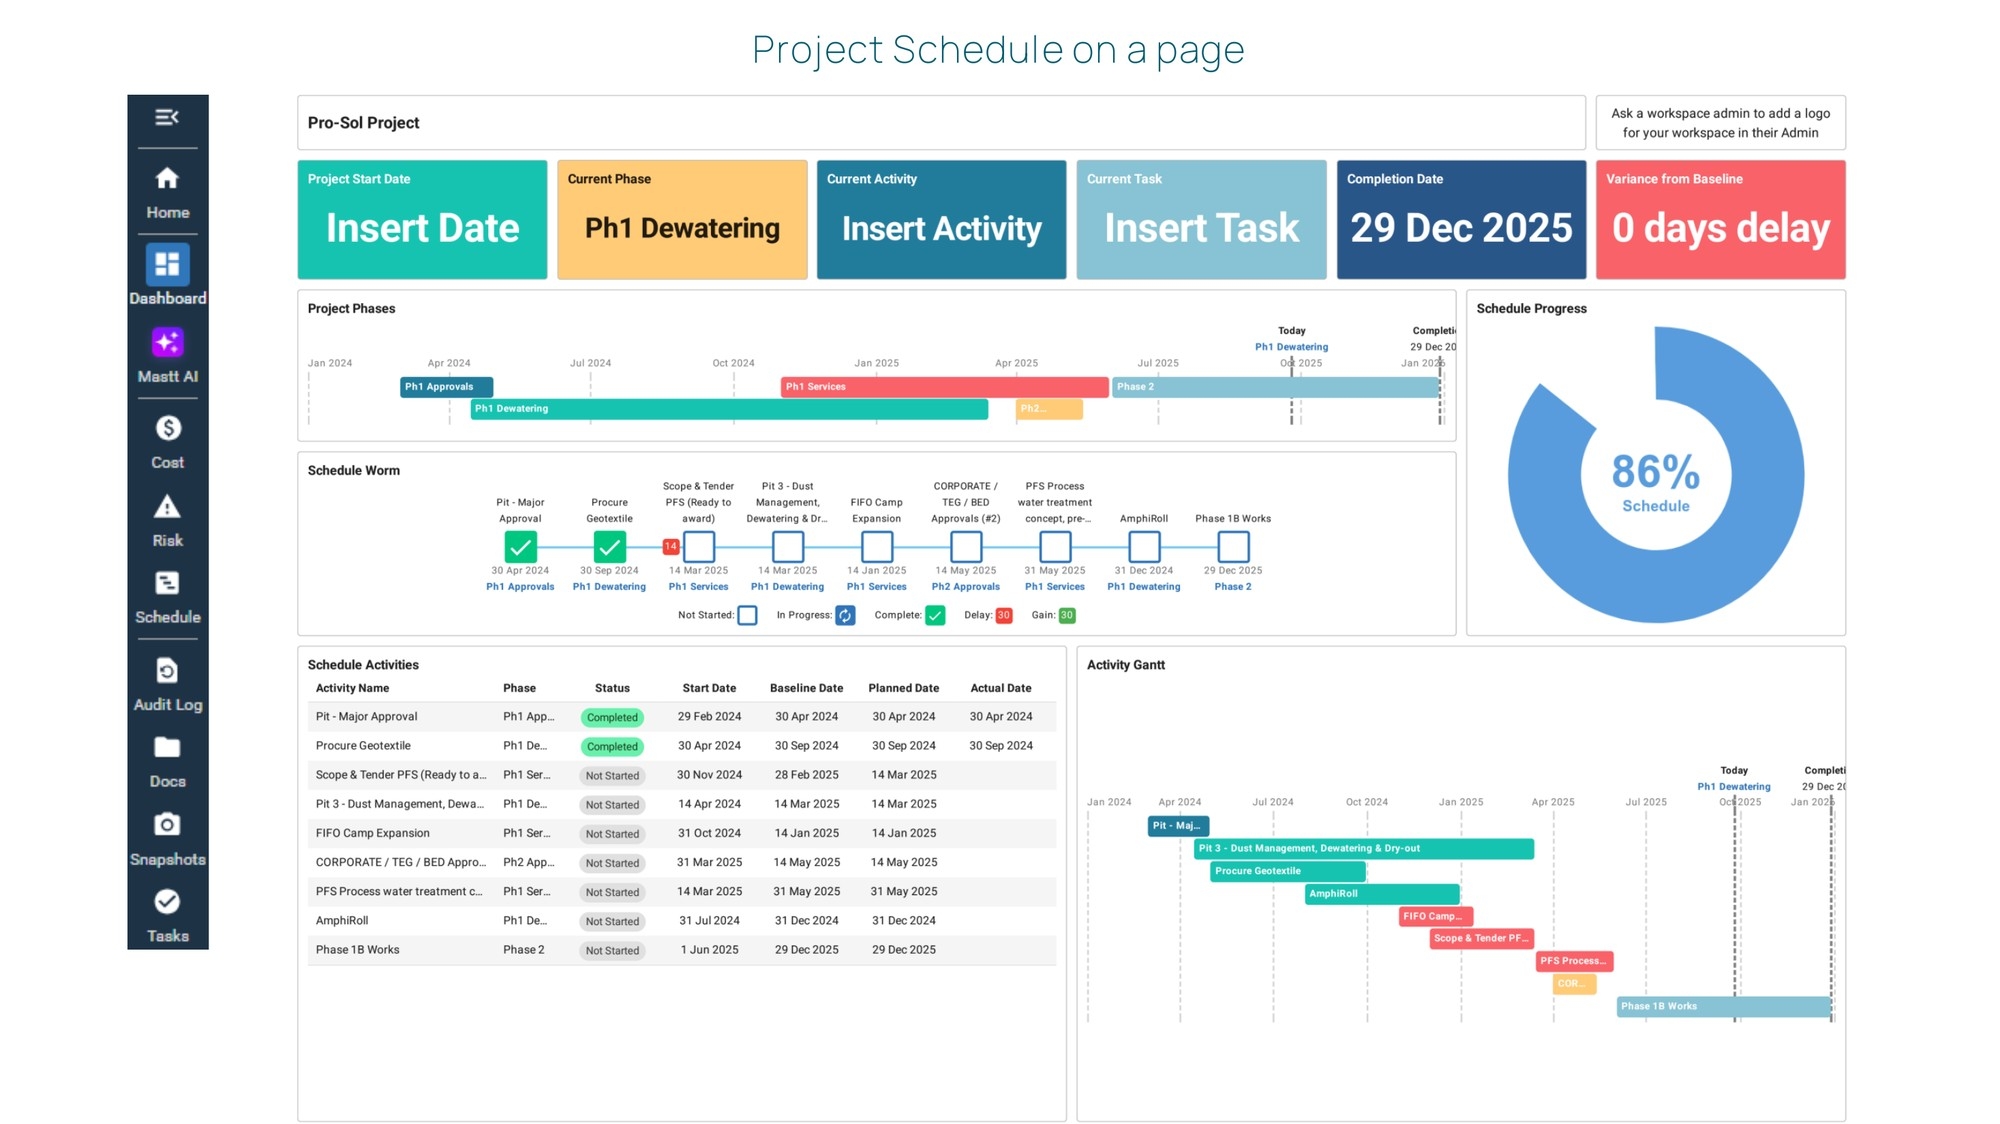 Project Schedule on a page
Home
Dashboard
Mastt AI
Cost
Risk
Schedule
Audit Log
Docs
Snapshots
Tasks
Pro-Sol Project
Ask a workspace admin to add a logo
for your workspace in their Admin
Project Start Date
Insert Date
Current Phase
Ph1 Dewatering
Current Activity
Insert Activity
Current Task
Insert Task
Completion Date
29 Dec 2025
Variance from Baseline
0 days delay
Project Phases
Today Completi
Ph1 Dewatering 29 Dec 20
Jan 2024 Apr 2024 Jul 2024 Oct 2024 Jan 2025 Apr 2025 Jul 2025 Oct 2025 Jan 2026
Ph1 Approvals Ph1 Services Phase 2
Ph1 Dewatering Ph2...
Schedule Progress
86%
Schedule
Schedule Worm
Pit - Major
Approval
Procure
Geotextile
Scope & Tender
PFS (Ready to
award)
Pit 3 - Dust
Management,
Dewatering & Dr...
FIFO Camp
Expansion
CORPORATE /
TEG / BED
Approvals (#2)
PFS Process
water treatment
concept, pre-...
AmphiRoll
Phase 1B Works
14
30 Apr 2024 30 Sep 2024 14 Mar 2025 14 Mar 2025 14 Jan 2025 14 May 2025 31 May 2025 31 Dec 2024 29 Dec 2025
Ph1 Approvals Ph1 Dewatering Ph1 Services Ph1 Dewatering Ph1 Services Ph2 Approvals Ph1 Services Ph1 Dewatering Phase 2
Not Started: In Progress: Complete: Delay: 30 Gain: 30
Schedule Activities
Activity Name Phase Status Start Date Baseline Date Planned Date Actual Date
Pit - Major Approval Ph1 App... Completed 29 Feb 2024 30 Apr 2024 30 Apr 2024 30 Apr 2024
Procure Geotextile Ph1 De... Completed 30 Apr 2024 30 Sep 2024 30 Sep 2024 30 Sep 2024
Scope & Tender PFS (Ready to a... Ph1 Ser... Not Started 30 Nov 2024 28 Feb 2025 14 Mar 2025
Pit 3 - Dust Management, Dewa... Ph1 De... Not Started 14 Apr 2024 14 Mar 2025 14 Mar 2025
FIFO Camp Expansion Ph1 Ser... Not Started 31 Oct 2024 14 Jan 2025 14 Jan 2025
CORPORATE / TEG / BED Appro... Ph2 App... Not Started 31 Mar 2025 14 May 2025 14 May 2025
PFS Process water treatment c... Ph1 Ser... Not Started 14 Mar 2025 31 May 2025 31 May 2025
AmphiRoll Ph1 De... Not Started 31 Jul 2024 31 Dec 2024 31 Dec 2024
Phase 1B Works Phase 2 Not Started 1 Jun 2025 29 Dec 2025 29 Dec 2025
Activity Gantt
Today Completi
Ph1 Dewatering 29 Dec 20
Jan 2024 Apr 2024 Jul 2024 Oct 2024 Jan 2025 Apr 2025 Jul 2025 Oct 2025 Jan 2026
Pit - Maj...
Pit 3 - Dust Management, Dewatering & Dry-out
Procure Geotextile
AmphiRoll
FIFO Camp...
Scope & Tender PF...
PFS Process...
COR...
Phase 1B Works